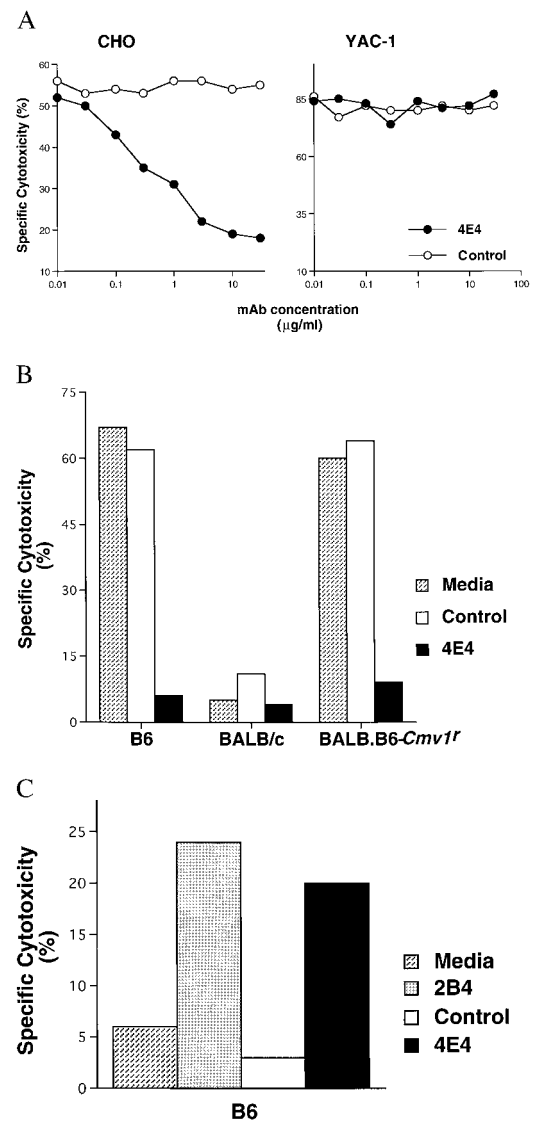 A
CHO
YAC-1
Specific Cytotoxicity (%)
60
50
40
30
20
10
0.01
0.1
1
10
85
60
35
10
0.01
0.1
1
10
100
4E4
Control
mAb concentration
(µg/ml)
B
Specific Cytotoxicity
(%)
75
60
45
30
15
0
B6
BALB/c
BALB.B6-Cmv1r
Media
Control
4E4
C
Specific Cytotoxicity
(%)
25
20
15
10
5
0
B6
Media
2B4
Control
4E4